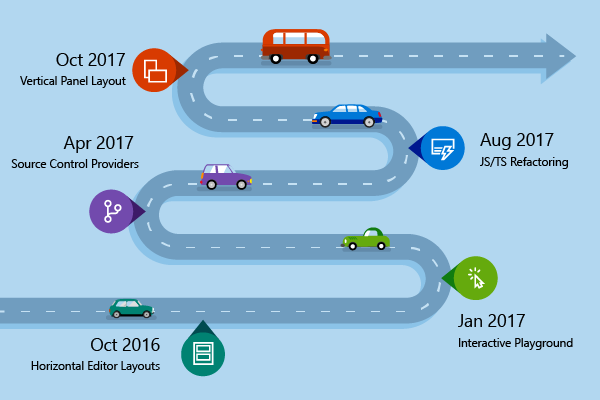 Oct 2017
Vertical Panel Layout
Aug 2017
JS/TS Refactoring
Apr 2017
Source Control Providers
Jan 2017
Interactive Playground
Oct 2016
Horizontal Editor Layouts